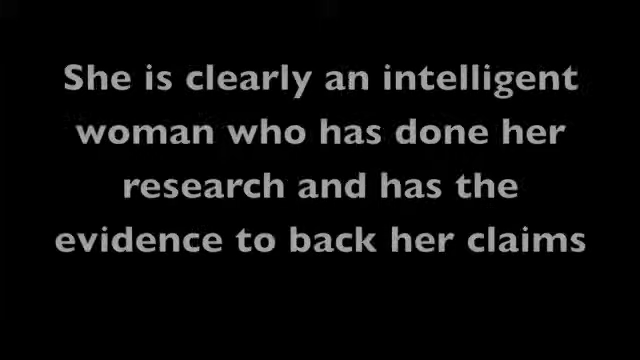 She is clearly an intelligent
woman who has done her
research and has the
evidence to back her claims